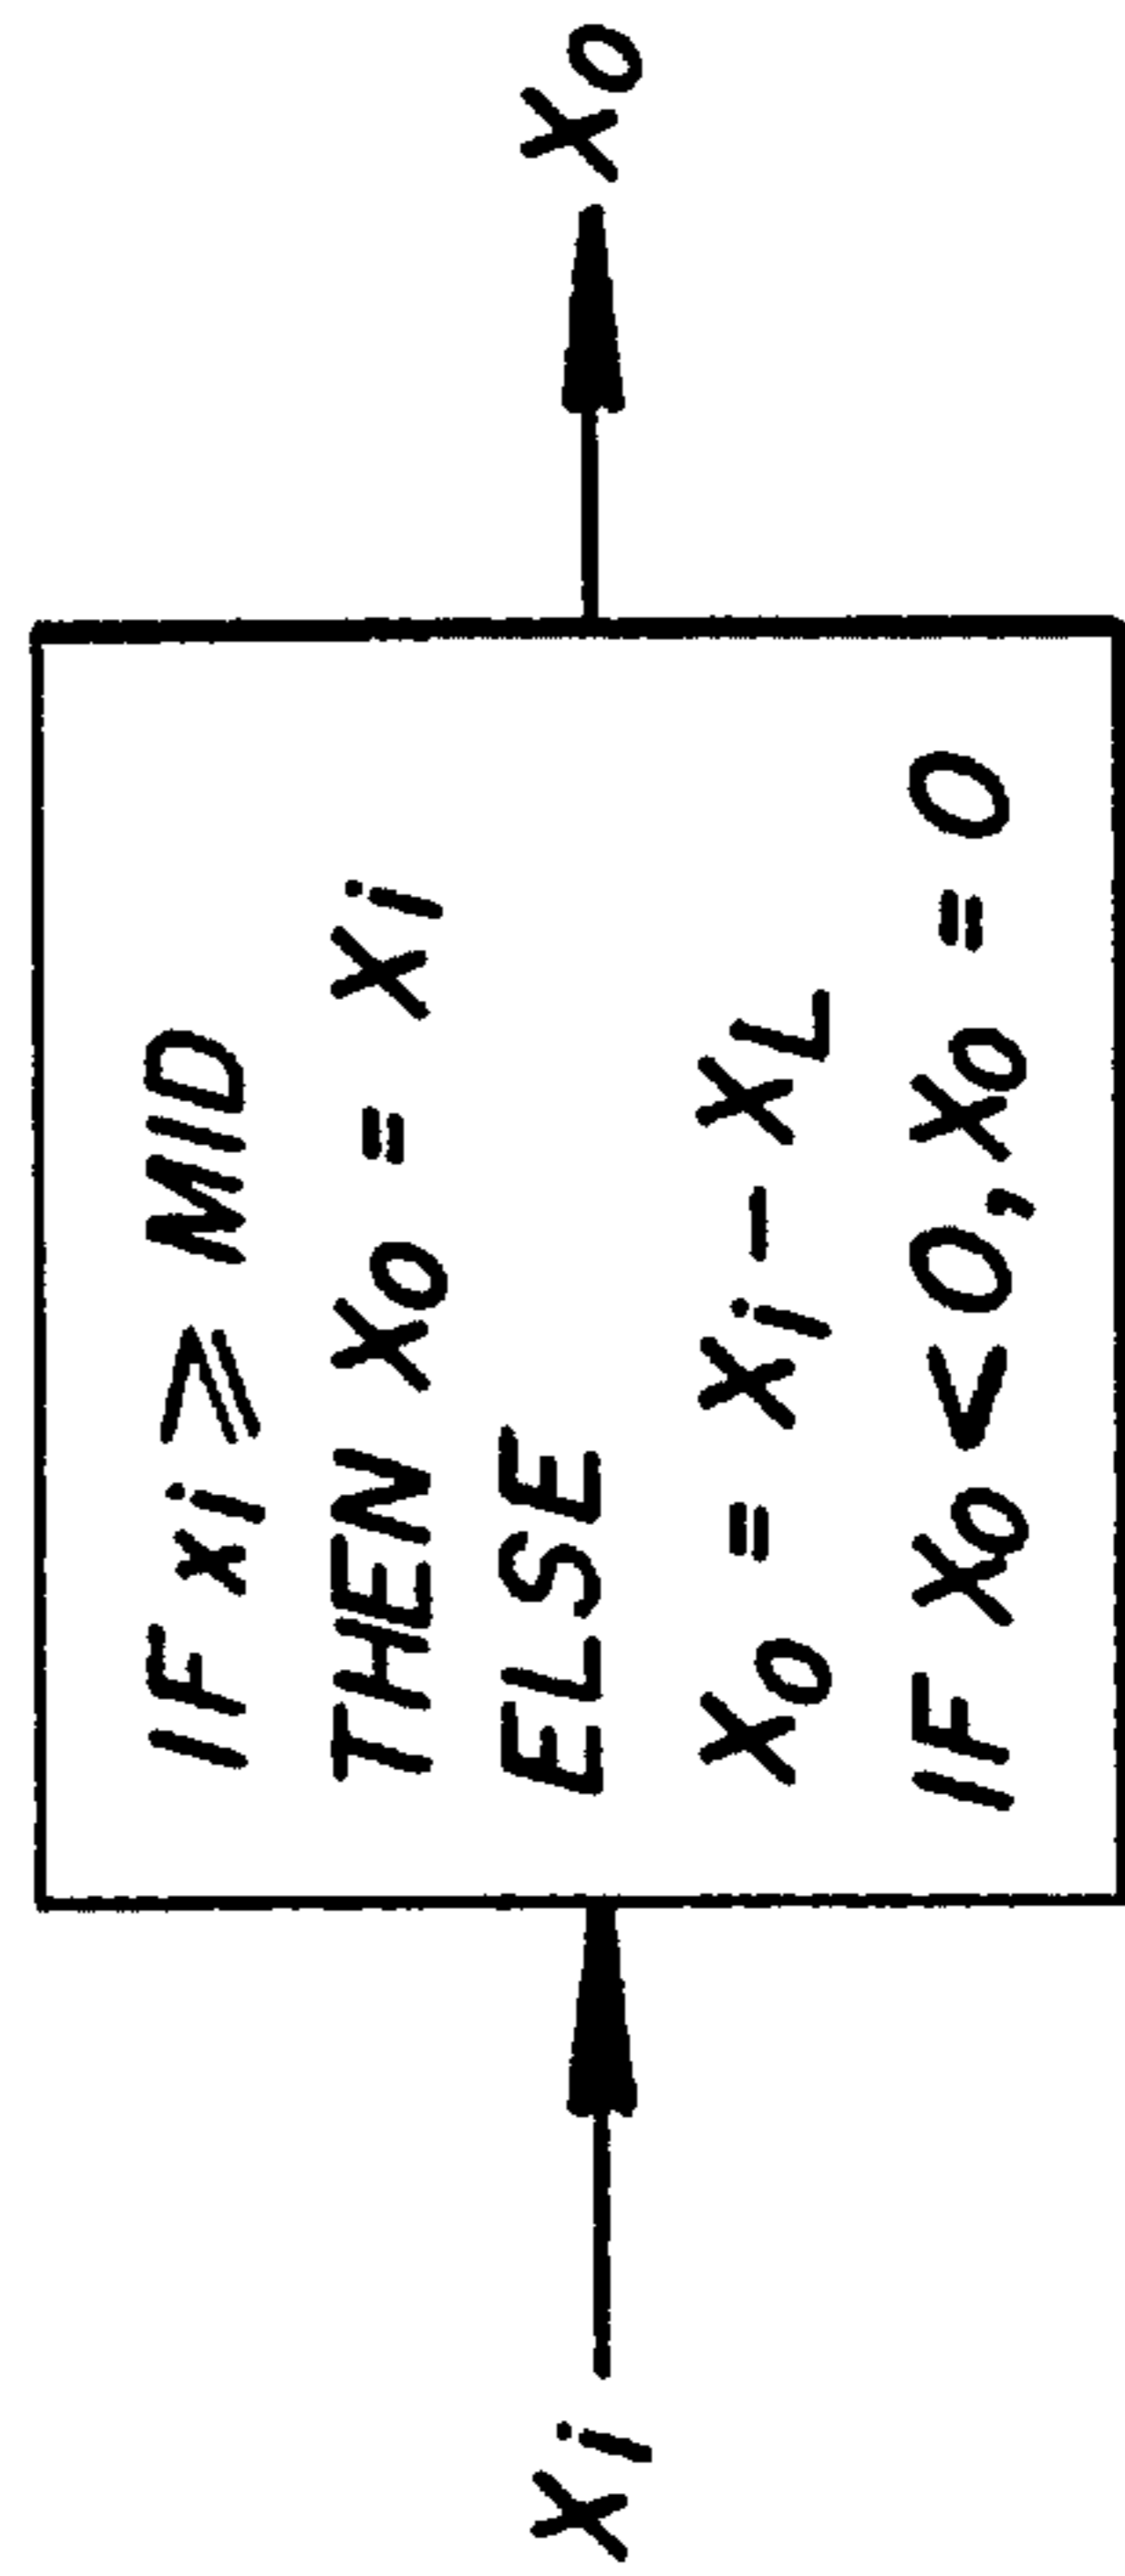 Xi
IF xi ≥ MID
THEN Xo = Xi
ELSE
Xo = Xi - XL
IF Xo < 0, Xo = 0
Xo